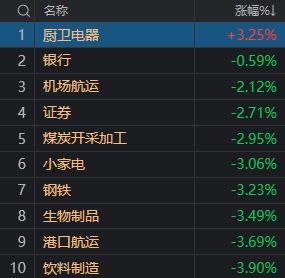 名称 涨幅%↓
1 厨卫电器 +3.25%
2 银行 -0.59%
3 机场航运 -2.12%
4 证券 -2.71%
5 煤炭开采加工 -2.95%
6 小家电 -3.06%
7 钢铁 -3.23%
8 生物制品 -3.49%
9 港口航运 -3.69%
10 饮料制造 -3.90%